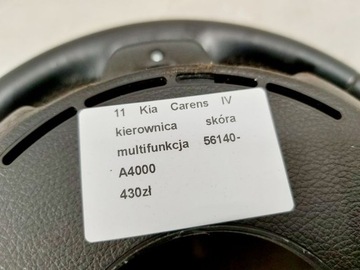 11 Kia Carens IV
kierownica skóra
multifunkcja 56140-
A4000
430zł